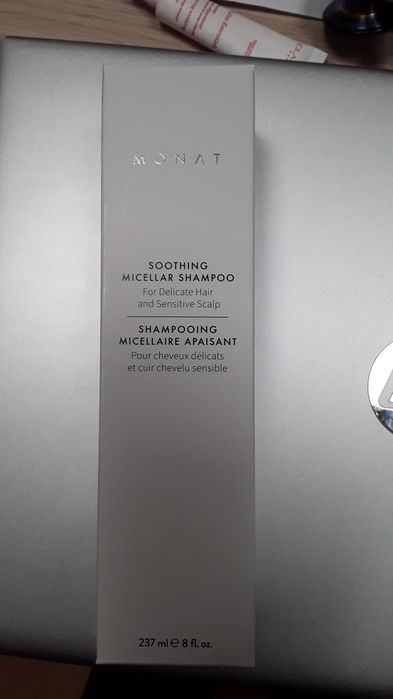 MONAT
SOOTHING
MICELLAR SHAMPOO
For Delicate Hair
and Sensitive Scalp
SHAMPOOING
MICELLAIRE APAISANT
Pour cheveux délicats
et cuir chevelu sensible
237 ml ℮ 8 fl. oz.